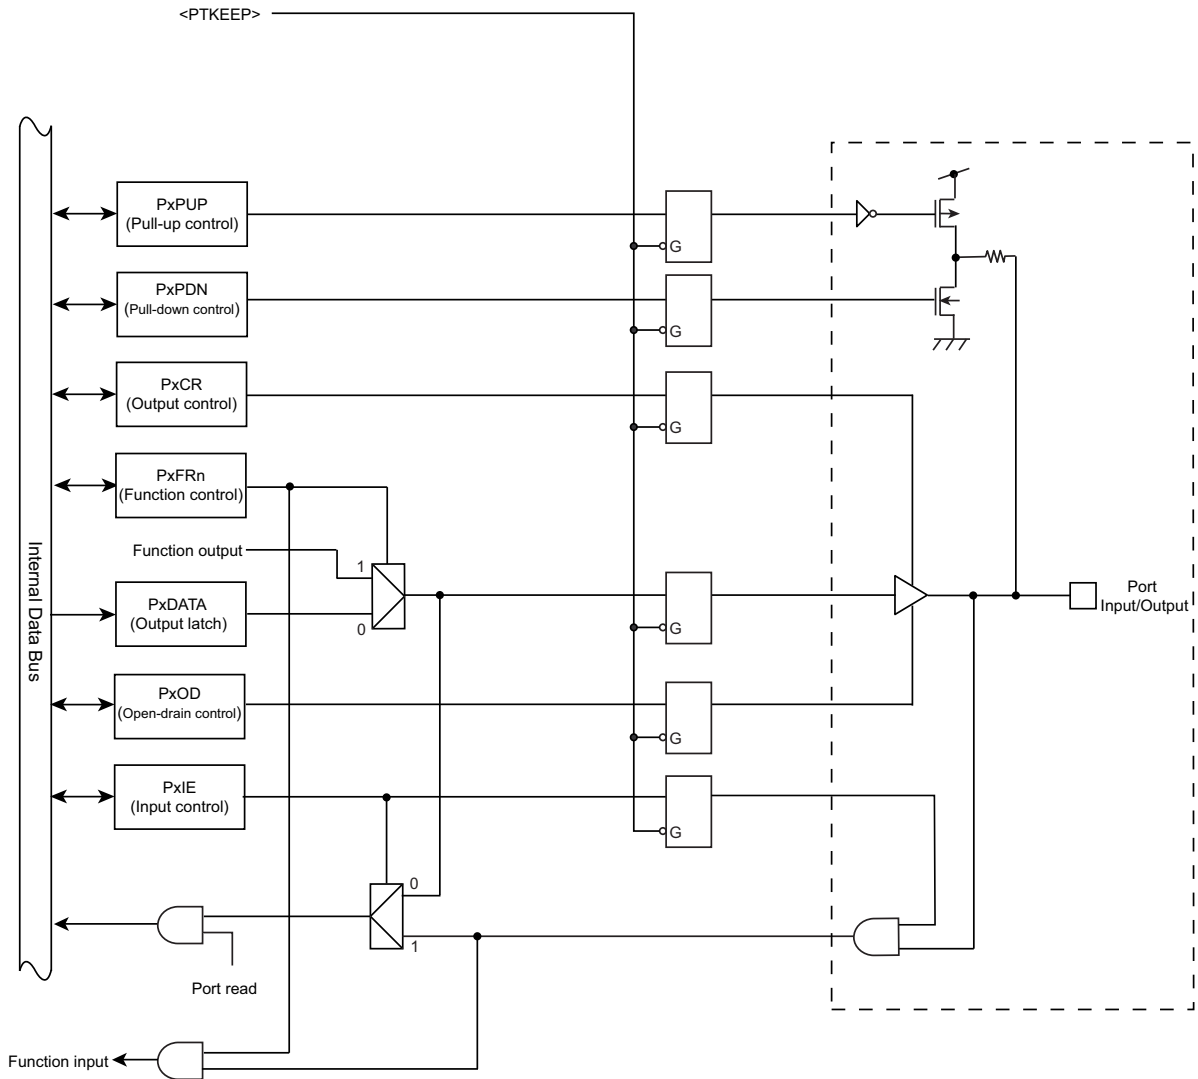 <PTKEEP>
PxPUP
(Pull-up control)
G
PxPDN
(Pull-down control)
G
PxCR
(Output control)
G
PxFRn
(Function control)
Function output
1
PxDATA
(Output latch)
0
G
Port
Input/Output
Internal Data Bus
PxOD
(Open-drain control)
G
PxIE
(Input control)
G
0
1
Port read
Function input